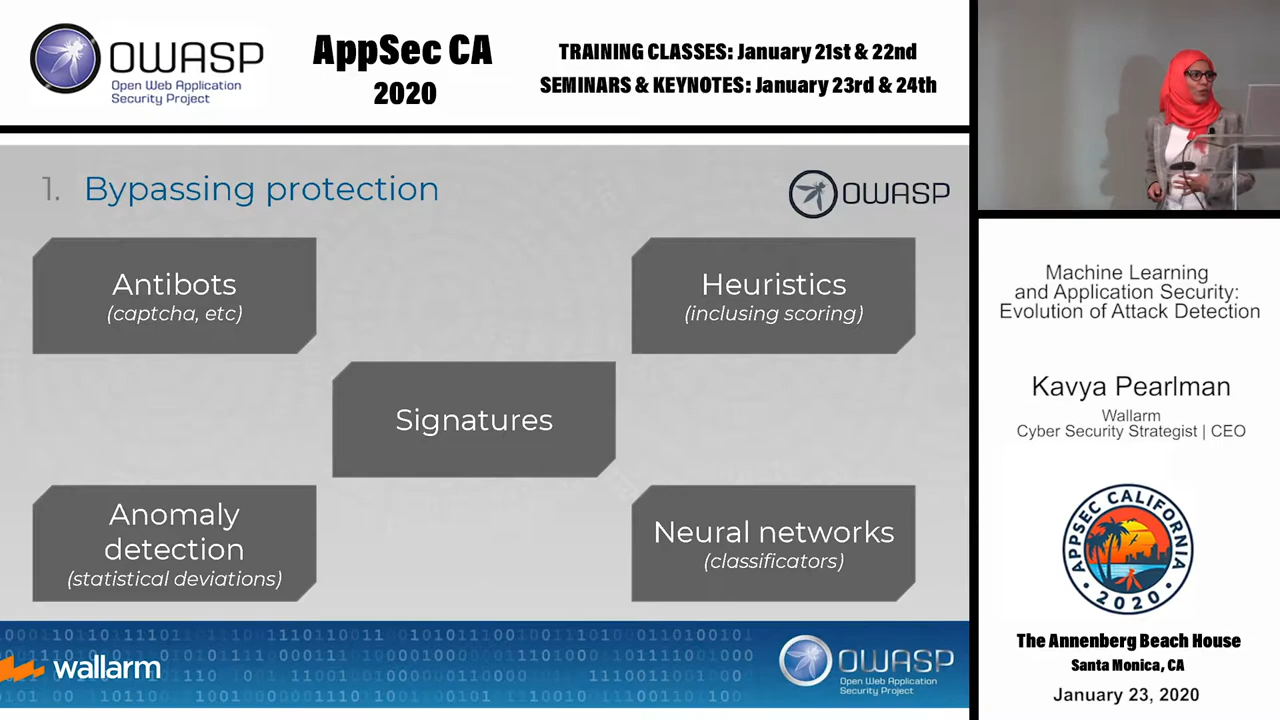 OWASP
Open Web Application
Security Project
AppSec CA
2020
TRAINING CLASSES: January 21st & 22nd
SEMINARS & KEYNOTES: January 23rd & 24th
1. Bypassing protection
OWASP
Antibots
(captcha, etc)
Heuristics
(inclusing scoring)
Signatures
Anomaly
detection
(statistical deviations)
Neural networks
(classificators)
wallarm
OWASP
Open Web Application
Security Project
Machine Learning
and Application Security:
Evolution of Attack Detection
Kavya Pearlman
Wallarm
Cyber Security Strategist | CEO
APPSEC CALIFORNIA
• 2020 •
The Annenberg Beach House
Santa Monica, CA
January 23, 2020